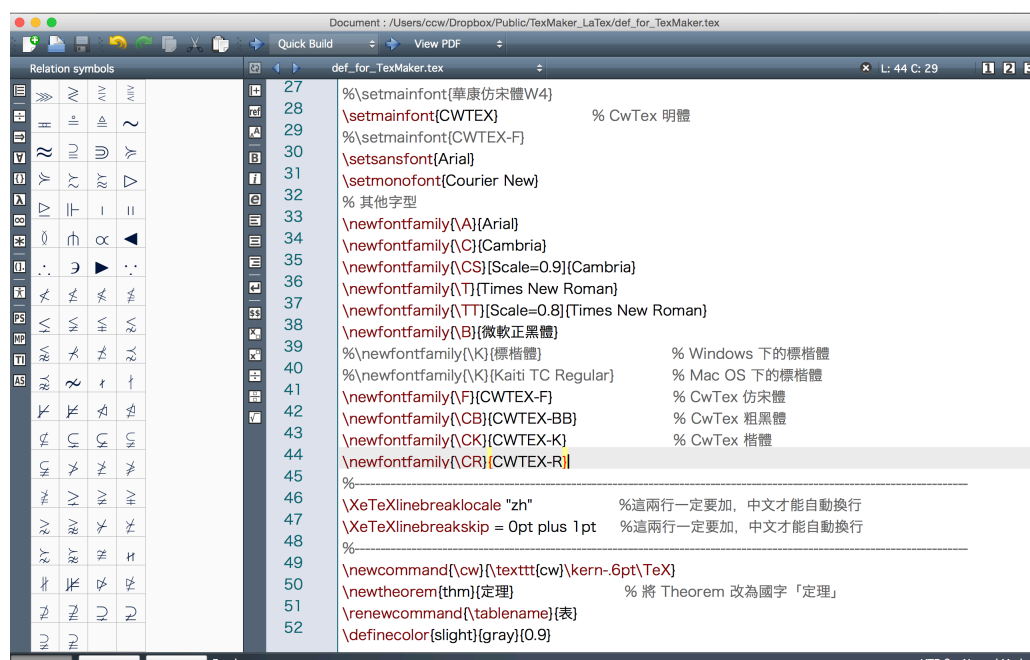 Document : /Users/ccw/Dropbox/Public/TexMaker_LaTex/def_for_TexMaker.tex
Quick Build View PDF
Relation symbols def_for_TexMaker.tex L: 44 C: 29 1 2
27 %\setmainfont{華康仿宋體W4}
28 \setmainfont{CWTEX} % CwTex 明體
29 %\setmainfont{CWTEX-F}
30 \setsansfont{Arial}
31 \setmonofont{Courier New}
32 % 其他字型
33 \newfontfamily{\A}{Arial}
34 \newfontfamily{\C}{Cambria}
35 \newfontfamily{\CS}[Scale=0.9]{Cambria}
36 \newfontfamily{\T}{Times New Roman}
37 \newfontfamily{\TT}[Scale=0.8]{Times New Roman}
38 \newfontfamily{\B}{微軟正黑體}
39 %\newfontfamily{\K}{標楷體} % Windows 下的標楷體
40 %\newfontfamily{\K}{Kaiti TC Regular} % Mac OS 下的標楷體
41 \newfontfamily{\F}{CWTEX-F} % CwTex 仿宋體
42 \newfontfamily{\CB}{CWTEX-BB} % CwTex 粗黑體
43 \newfontfamily{\CK}{CWTEX-K} % CwTex 楷體
44 \newfontfamily{\CR}{CWTEX-R}
45 %-----------------------------------------------------------------------
46 \XeTeXlinebreaklocale "zh" %這兩行一定要加，中文才能自動換行
47 \XeTeXlinebreakskip = 0pt plus 1pt %這兩行一定要加，中文才能自動換行
48 %-----------------------------------------------------------------------
49 \newcommand{\cw}{\texttt{cw}\kern-.6pt\TeX}
50 \newtheorem{thm}{定理} % 將 Theorem 改為國字「定理」
51 \renewcommand{\tablename}{表}
52 \definecolor{slight}{gray}{0.9}